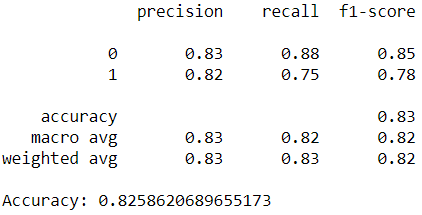 precision recall f1-score
0 0.83 0.88 0.85
1 0.82 0.75 0.78
accuracy 0.83
macro avg 0.83 0.82 0.82
weighted avg 0.83 0.83 0.82
Accuracy: 0.8258620689655173